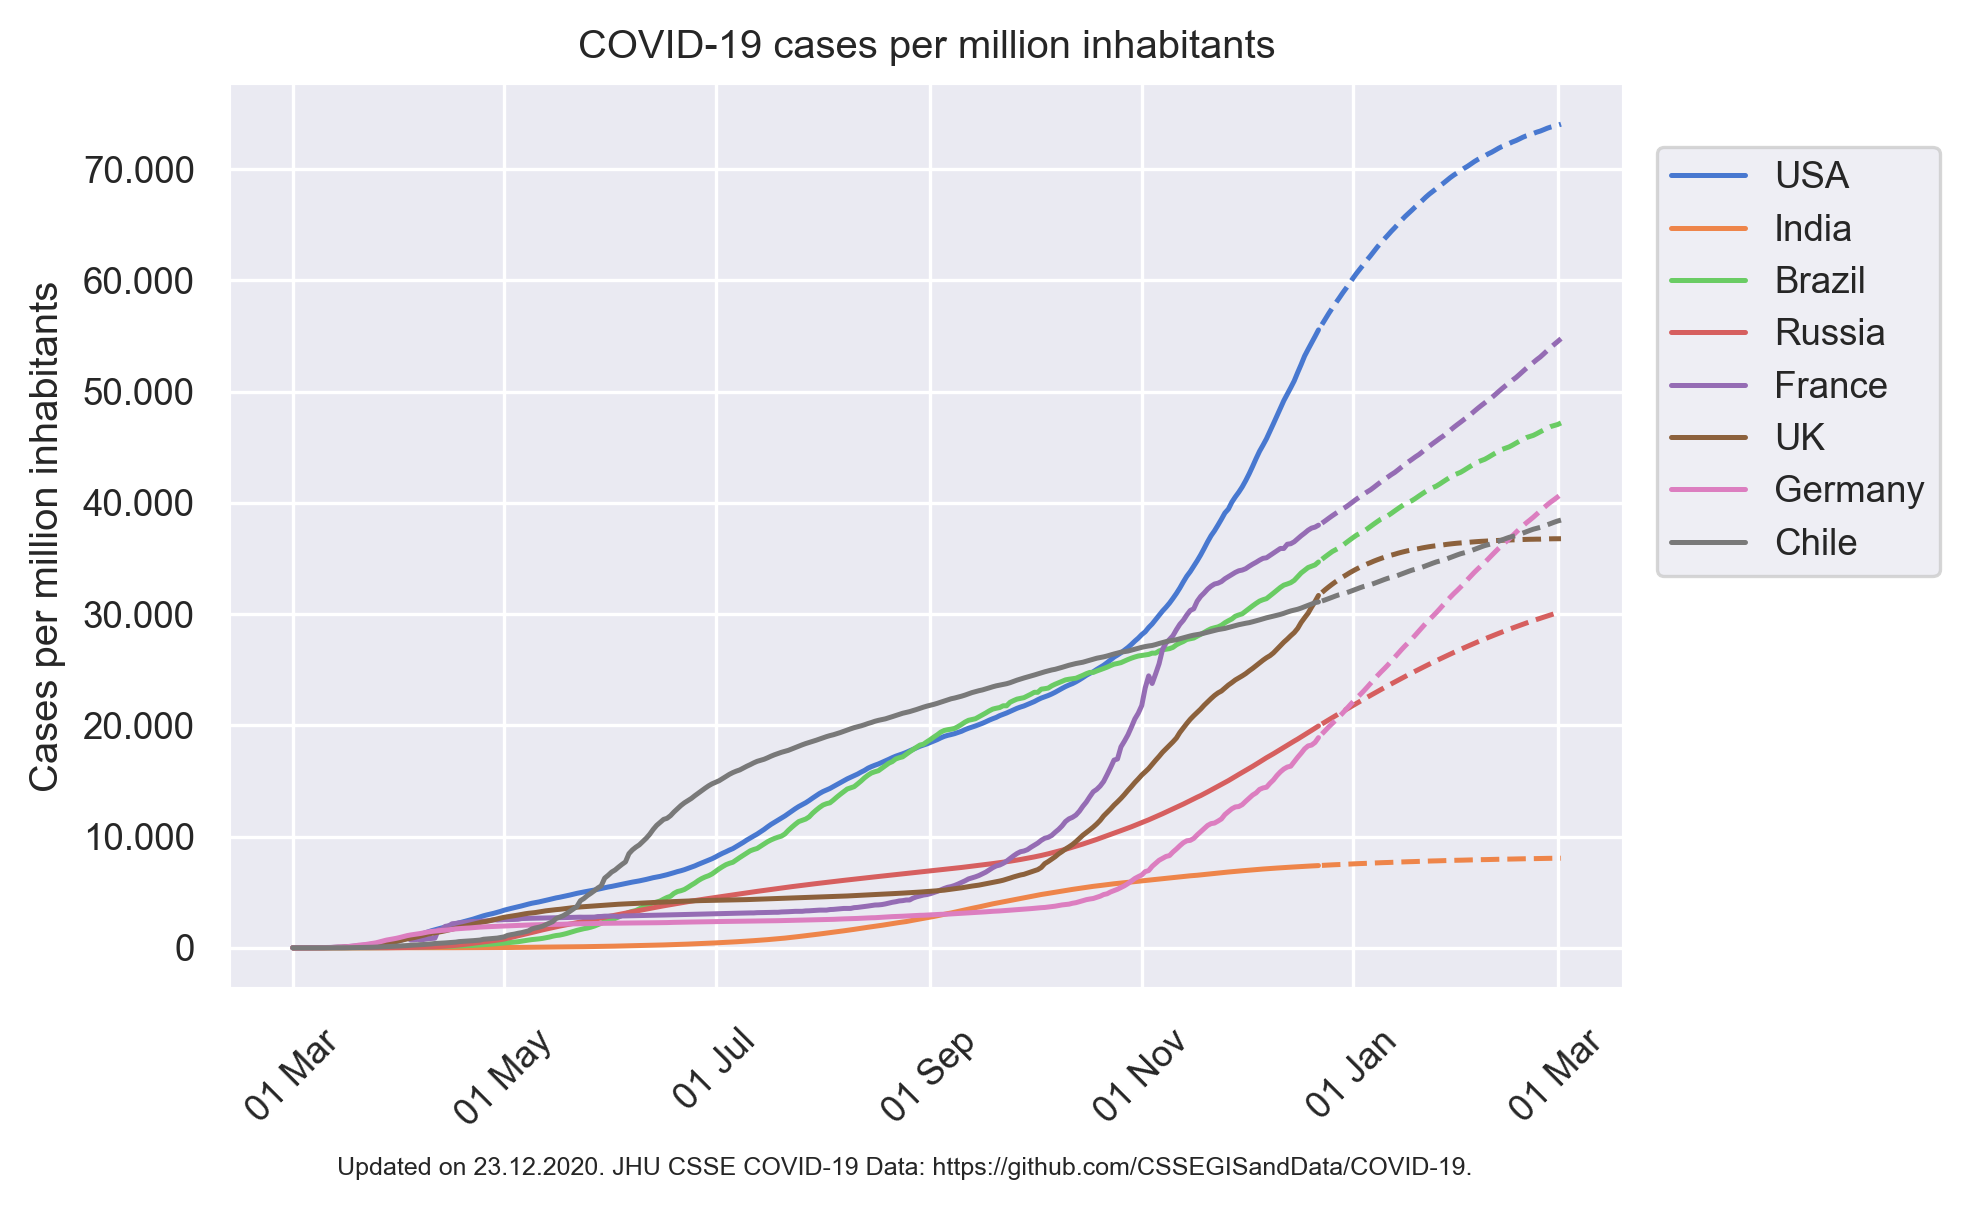 COVID-19 cases per million inhabitants
Cases per million inhabitants
70.000
60.000
50.000
40.000
30.000
20.000
10.000
0
01 Mar
01 May
01 Jul
01 Sep
01 Nov
01 Jan
01 Mar
USA
India
Brazil
Russia
France
UK
Germany
Chile
Updated on 23.12.2020. JHU CSSE COVID-19 Data: https://github.com/CSSEGISandData/COVID-19.